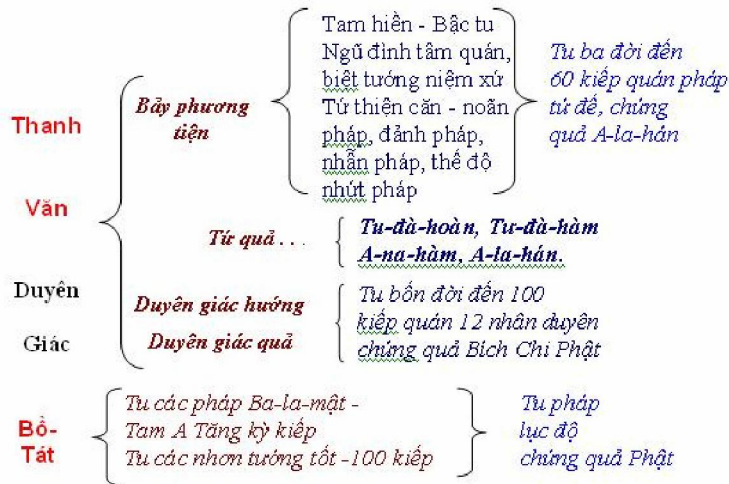 Thanh
Văn
Duyên
Giác
Bảy phương
tiện
Tam hiền - Bậc tu
Ngũ đình tâm quán,
biệt tướng niệm xứ
Tứ thiện căn - noãn
pháp, đảnh pháp,
nhẫn pháp, thế độ
nhứt pháp
Tu ba đời đến
60 kiếp quán pháp
tứ đế, chứng
quả A-la-hán
Tứ quả . . .
Tu-đà-hoàn, Tư-đà-hàm
A-na-hàm, A-la-hán.
Duyên giác hướng
Duyên giác quả
Tu bốn đời đến 100
kiếp quán 12 nhân duyên
chứng quả Bích Chi Phật
Bồ-
Tát
Tu các pháp Ba-la-mật -
Tam A Tăng kỳ kiếp
Tu các nhơn tướng tốt -100 kiếp
Tu pháp
lục độ
chứng quả Phật